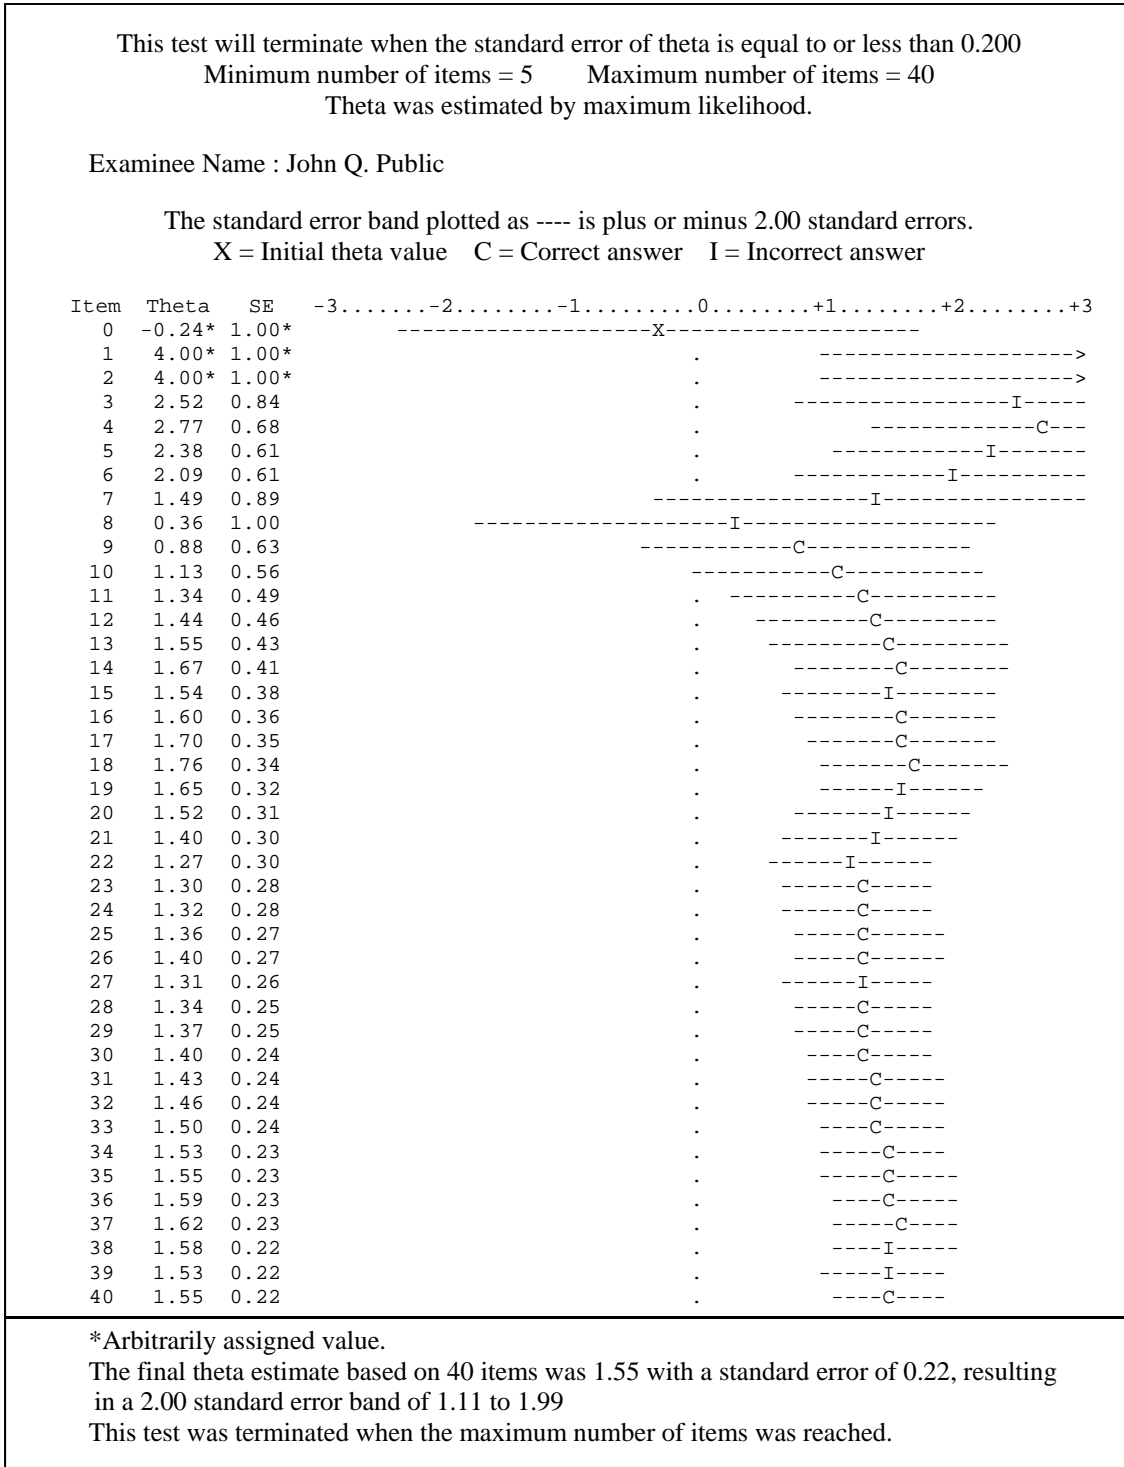 This test will terminate when the standard error of theta is equal to or less than 0.200
Minimum number of items = 5 Maximum number of items = 40
Theta was estimated by maximum likelihood.
Examinee Name : John Q. Public
The standard error band plotted as ---- is plus or minus 2.00 standard errors.
X = Initial theta value C = Correct answer I = Incorrect answer
Item Theta SE -3.......-2........-1.........0........+1........+2........+3
0 -0.24* 1.00* --------------------X--------------------
1 4.00* 1.00* . -------------------->
2 4.00* 1.00* . -------------------->
3 2.52 0.84 . -----------------I-----
4 2.77 0.68 . -------------C---
5 2.38 0.61 . ------------I-------
6 2.09 0.61 . ------------I----------
7 1.49 0.89 -----------------I----------------
8 0.36 1.00 --------------------I--------------------
9 0.88 0.63 ------------C-------------
10 1.13 0.56 -----------C-----------
11 1.34 0.49 . ----------C----------
12 1.44 0.46 . ---------C---------
13 1.55 0.43 . ---------C---------
14 1.67 0.41 . --------C--------
15 1.54 0.38 . --------I--------
16 1.60 0.36 . --------C-------
17 1.70 0.35 . -------C-------
18 1.76 0.34 . -------C-------
19 1.65 0.32 . ------I------
20 1.52 0.31 . -------I------
21 1.40 0.30 . -------I------
22 1.27 0.30 . ------I------
23 1.30 0.28 . ------C-----
24 1.32 0.28 . ------C-----
25 1.36 0.27 . -----C------
26 1.40 0.27 . -----C------
27 1.31 0.26 . ------I-----
28 1.34 0.25 . -----C-----
29 1.37 0.25 . -----C-----
30 1.40 0.24 . ----C-----
31 1.43 0.24 . -----C-----
32 1.46 0.24 . -----C-----
33 1.50 0.24 . ----C-----
34 1.53 0.23 . -----C----
35 1.55 0.23 . -----C-----
36 1.59 0.23 . ----C-----
37 1.62 0.23 . -----C----
38 1.58 0.22 . ----I-----
39 1.53 0.22 . -----I----
40 1.55 0.22 . ----C----
*Arbitrarily assigned value.
The final theta estimate based on 40 items was 1.55 with a standard error of 0.22, resulting
in a 2.00 standard error band of 1.11 to 1.99
This test was terminated when the maximum number of items was reached.